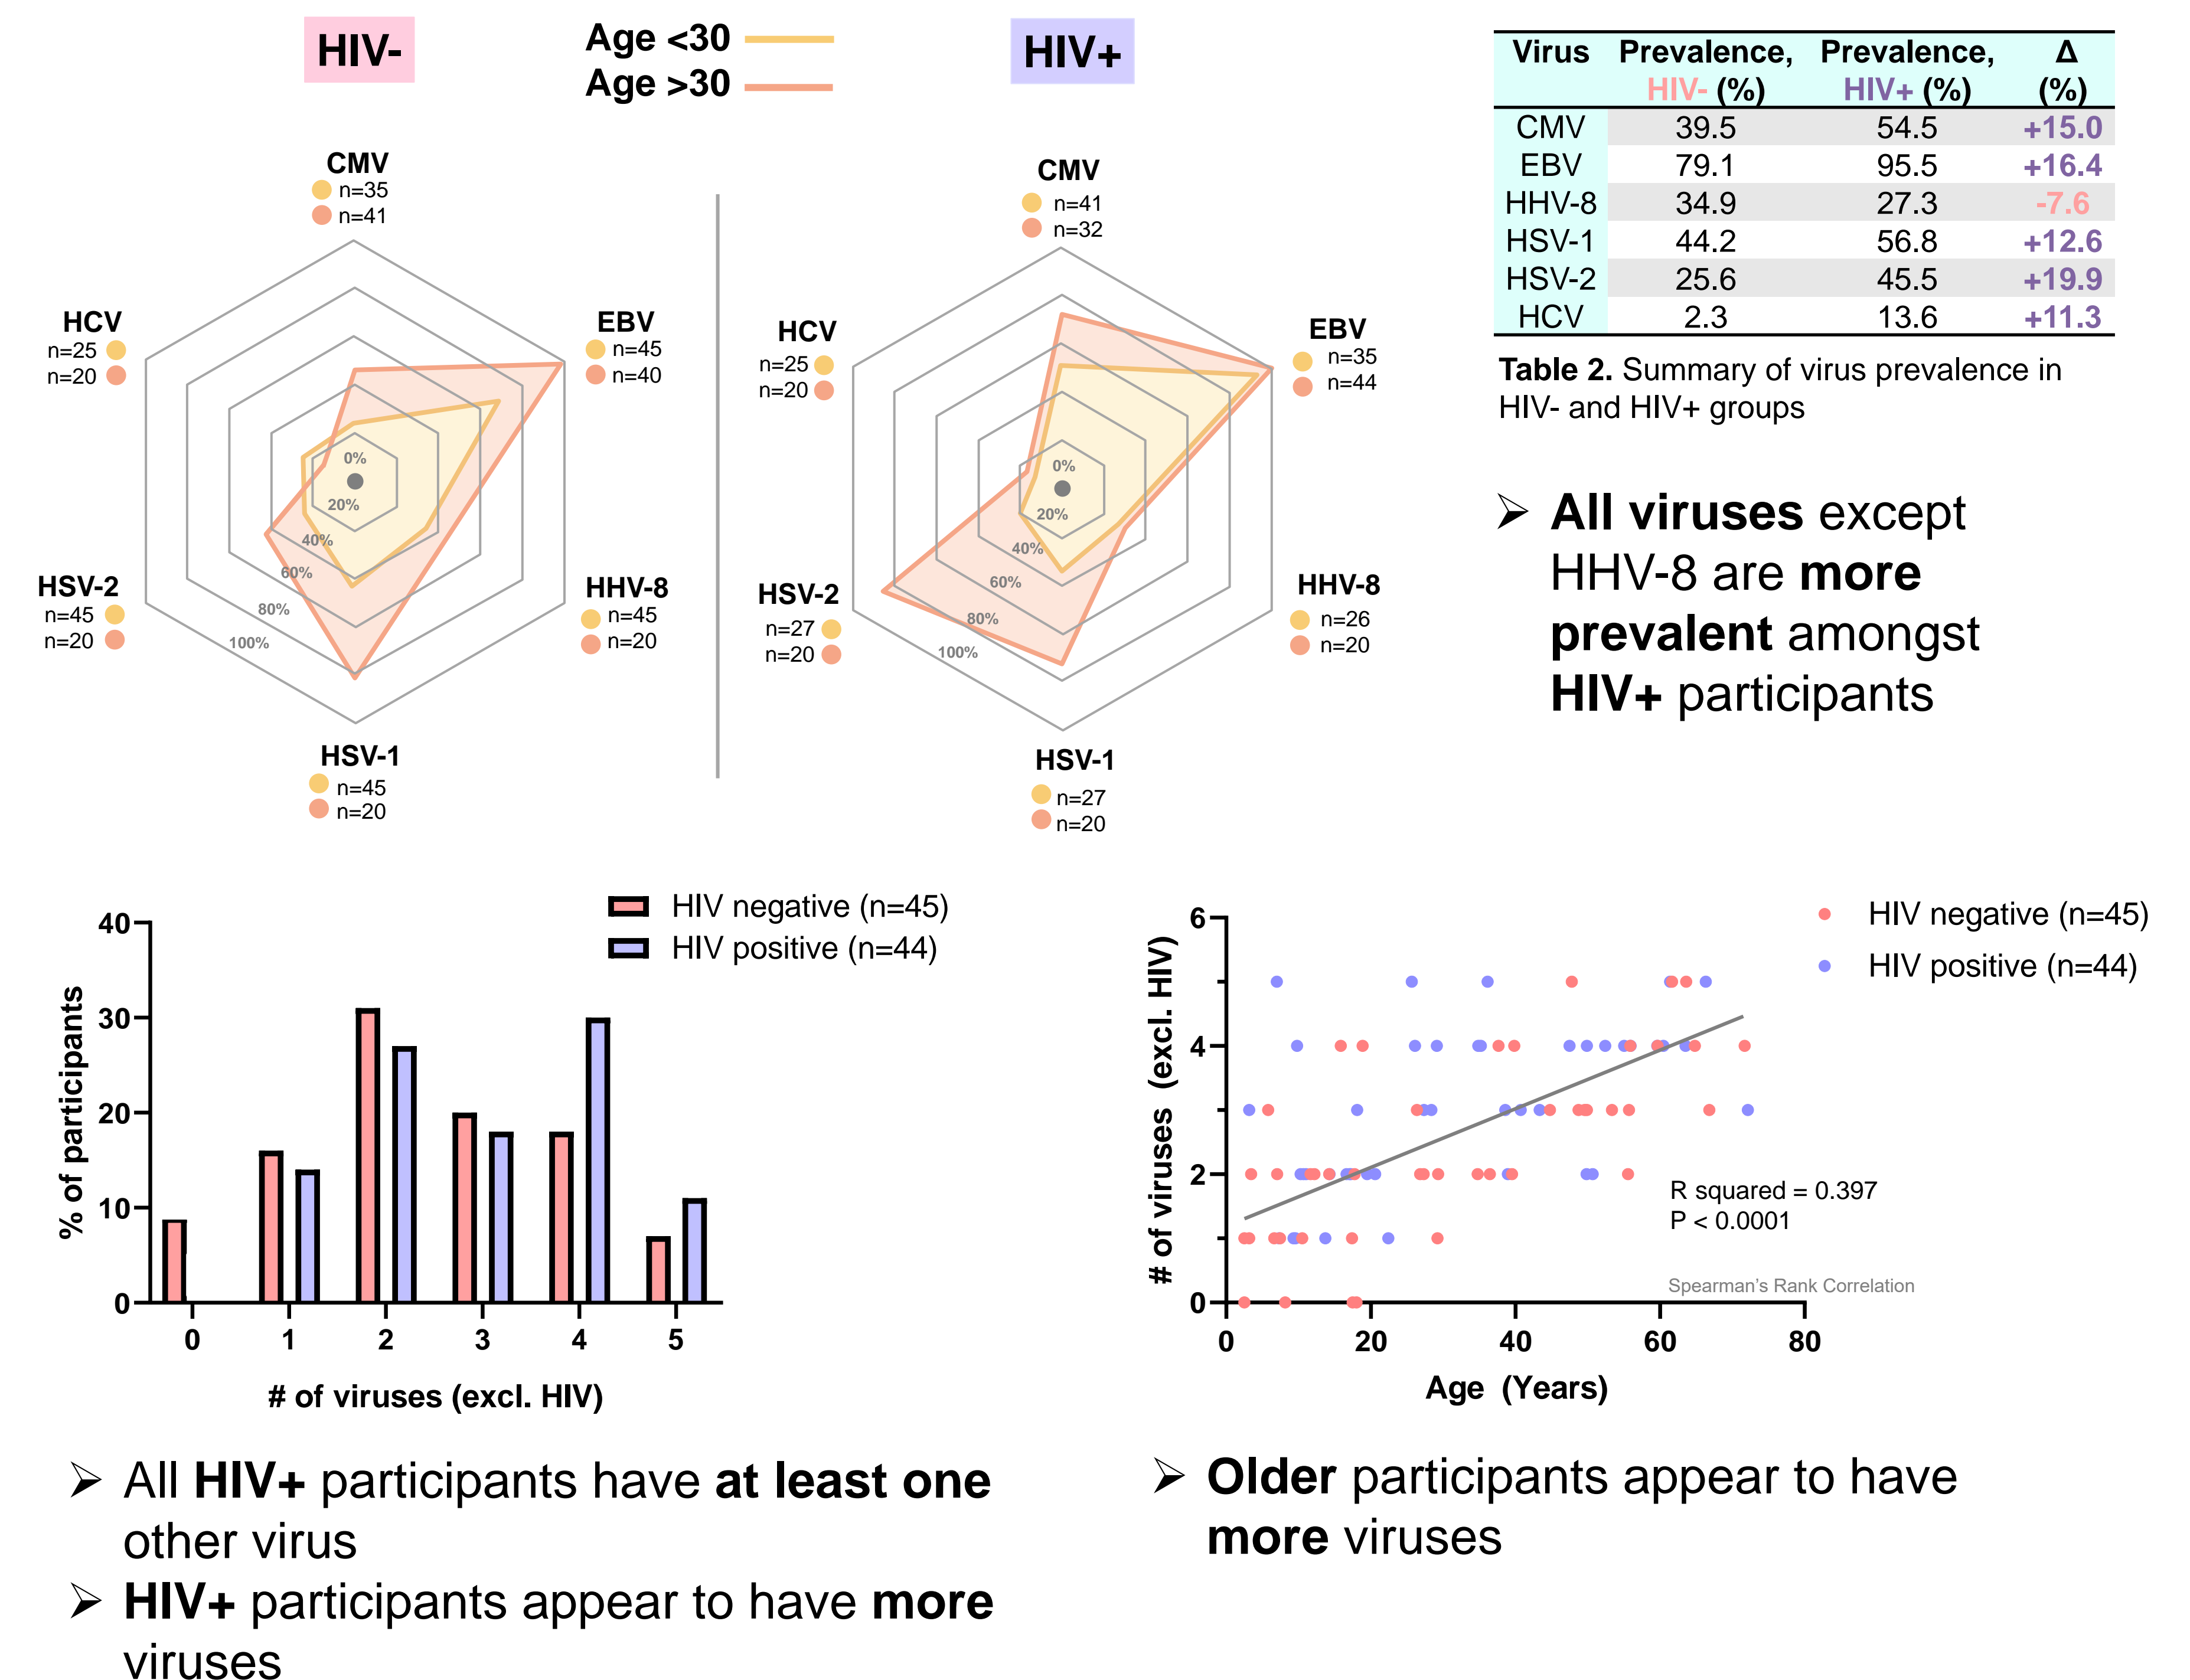 HIV-
Age <30
Age >30
HIV+
CMV
n=35
n=41
HCV
n=25
n=20
EBV
n=45
n=40
0%
20%
40%
60%
80%
100%
HSV-2
n=45
n=20
HHV-8
n=45
n=20
HSV-1
n=45
n=20
CMV
n=41
n=32
HCV
n=25
n=20
EBV
n=35
n=44
0%
20%
40%
60%
80%
100%
HSV-2
n=27
n=20
HHV-8
n=26
n=20
HSV-1
n=27
n=20
Virus Prevalence, Prevalence, Δ
HIV- (%) HIV+ (%) (%)
CMV 39.5 54.5 +15.0
EBV 79.1 95.5 +16.4
HHV-8 34.9 27.3 -7.6
HSV-1 44.2 56.8 +12.6
HSV-2 25.6 45.5 +19.9
HCV 2.3 13.6 +11.3
Table 2. Summary of virus prevalence in
HIV- and HIV+ groups
➢ All viruses except
HHV-8 are more
prevalent amongst
HIV+ participants
HIV negative (n=45)
HIV positive (n=44)
% of participants
40
30
20
10
0
0 1 2 3 4 5
# of viruses (excl. HIV)
HIV negative (n=45)
HIV positive (n=44)
# of viruses (excl. HIV)
6
4
2
0
R squared = 0.397
P < 0.0001
Spearman's Rank Correlation
0 20 40 60 80
Age (Years)
➢ All HIV+ participants have at least one
other virus
➢ HIV+ participants appear to have more
viruses
➢ Older participants appear to have
more viruses